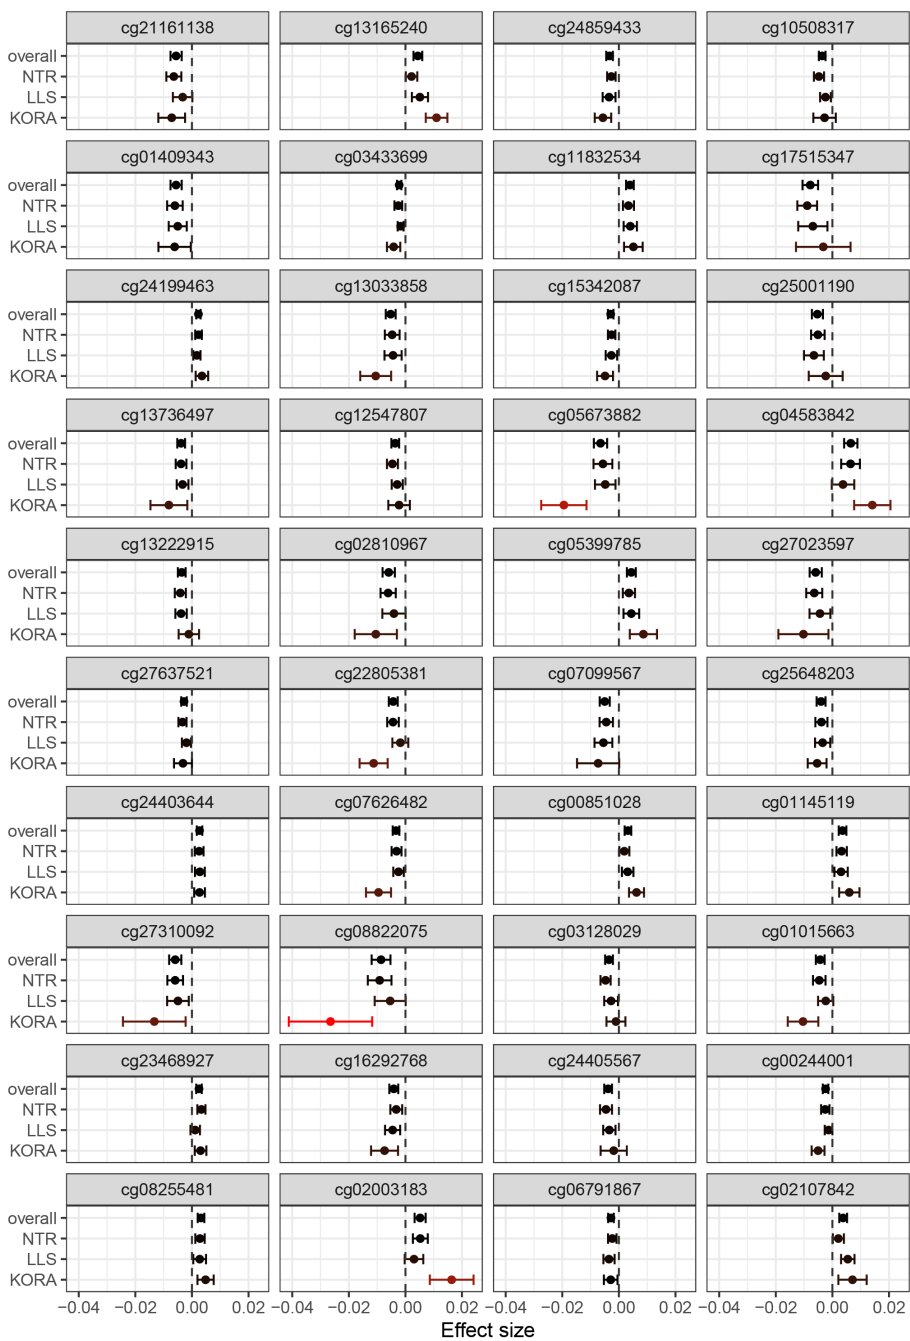 cg21161138 cg13165240 cg24859433 cg10508317
overall
NTR
LLS
KORA
cg01409343 cg03433699 cg11832534 cg17515347
overall
NTR
LLS
KORA
cg24199463 cg13033858 cg15342087 cg25001190
overall
NTR
LLS
KORA
cg13736497 cg12547807 cg05673882 cg04583842
overall
NTR
LLS
KORA
cg13222915 cg02810967 cg05399785 cg27023597
overall
NTR
LLS
KORA
cg27637521 cg22805381 cg07099567 cg25648203
overall
NTR
LLS
KORA
cg24403644 cg07626482 cg00851028 cg01145119
overall
NTR
LLS
KORA
cg27310092 cg08822075 cg03128029 cg01015663
overall
NTR
LLS
KORA
cg23468927 cg16292768 cg24405567 cg00244001
overall
NTR
LLS
KORA
cg08255481 cg02003183 cg06791867 cg02107842
overall
NTR
LLS
KORA
−0.04 −0.02 0.00 0.02 −0.04 −0.02 0.00 0.02 −0.04 −0.02 0.00 0.02 −0.04 −0.02 0.00 0.02
Effect size